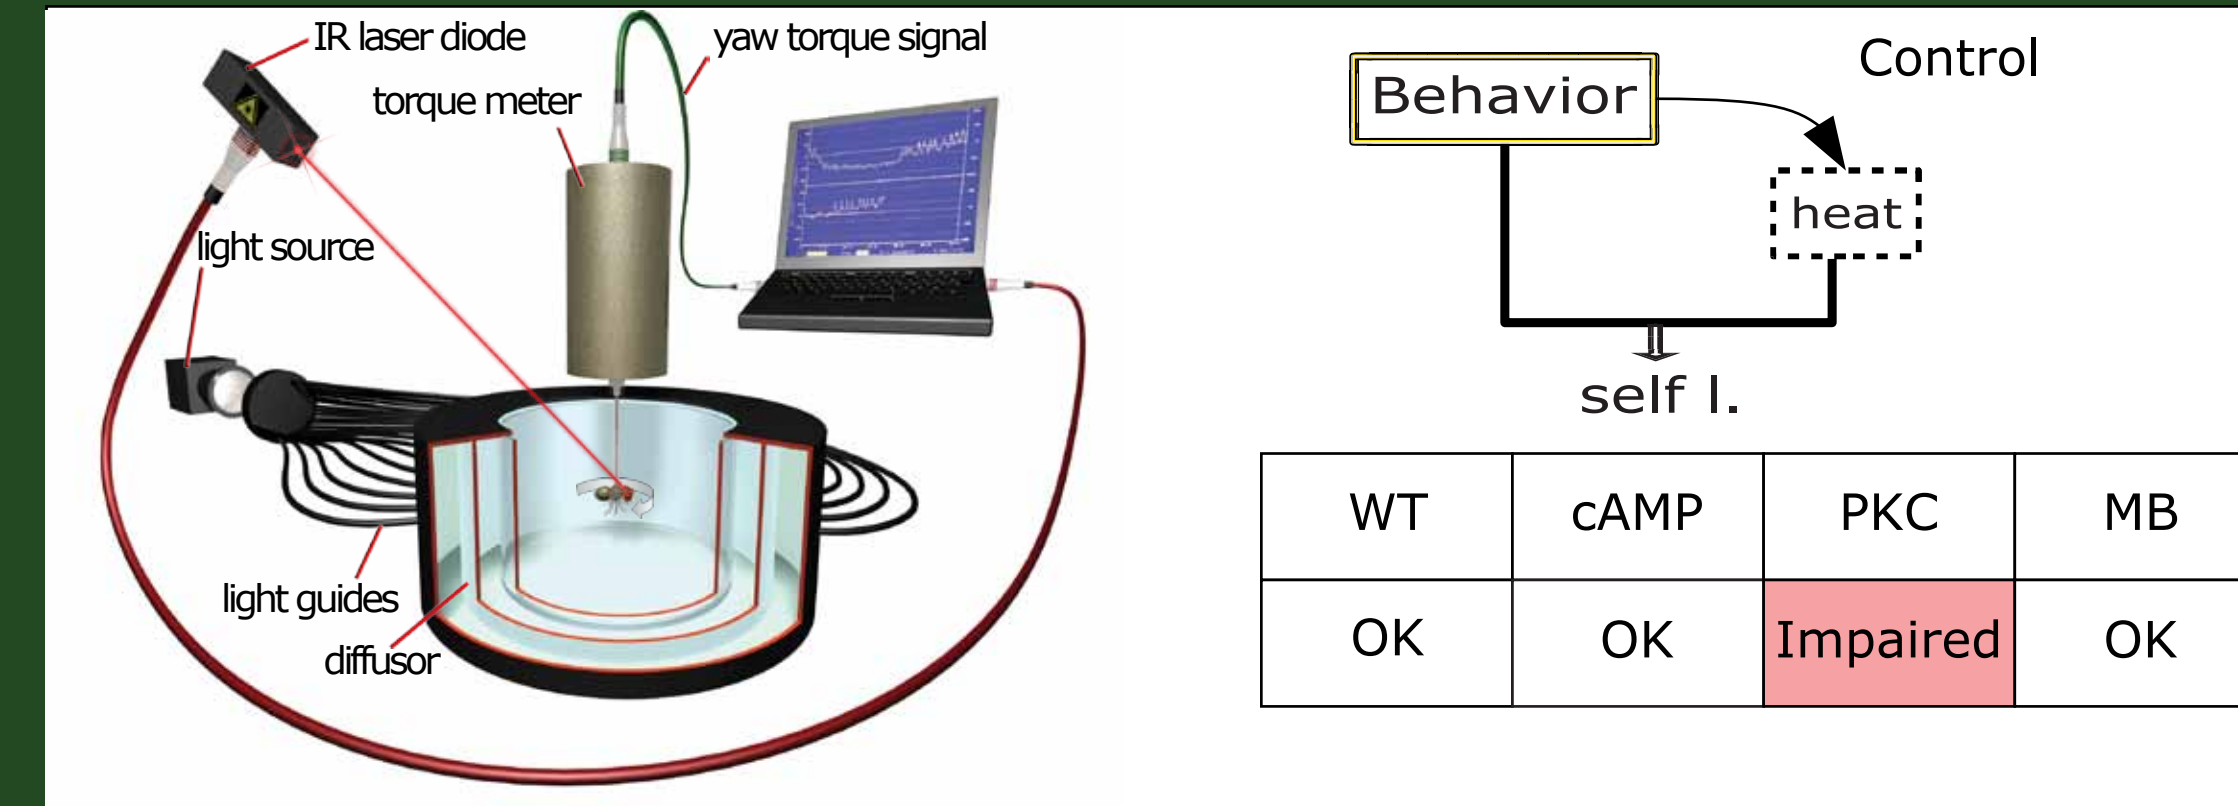 IR laser diode
yaw torque signal
torque meter
light source
light guides
diffusor
Control
Behavior
heat
self l.
WT cAMP PKC MB
OK OK Impaired OK